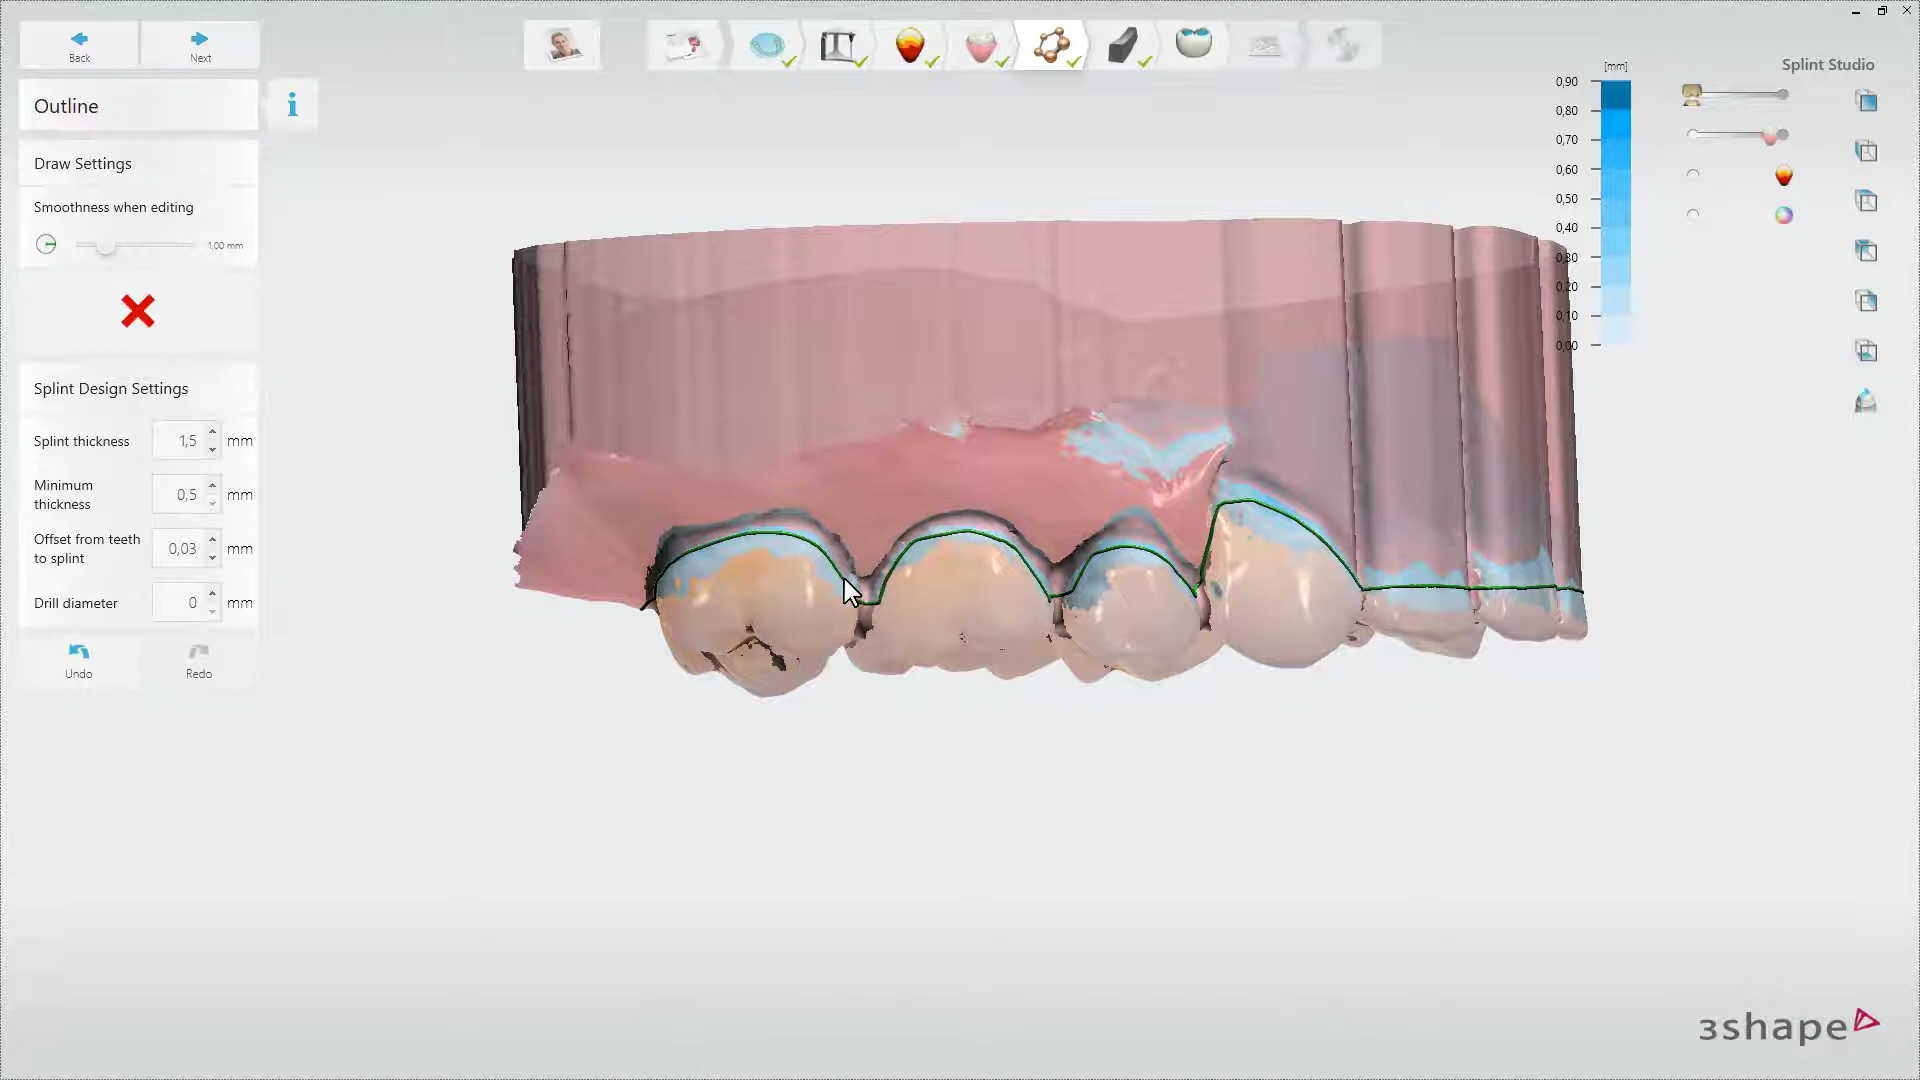 Back
Next
Outline
i
Draw Settings
Smoothness when editing
1,00 mm
Splint Design Settings
Splint thickness
1,5
mm
Minimum
thickness
0,5
mm
Offset from teeth
to splint
0,03
mm
Drill diameter
0
mm
Undo
Redo
[mm]
0,90
0,80
0,70
0,60
0,50
0,40
0,30
0,20
0,10
0,00
Splint Studio
3shape